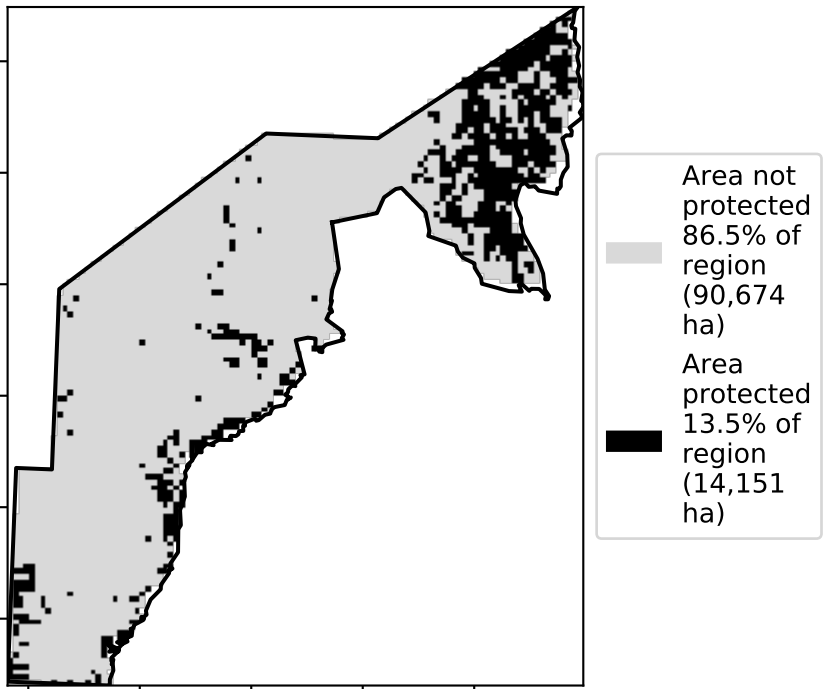 Area not
protected
86.5% of
region
(90,674
ha)
Area
protected
13.5% of
region
(14,151
ha)